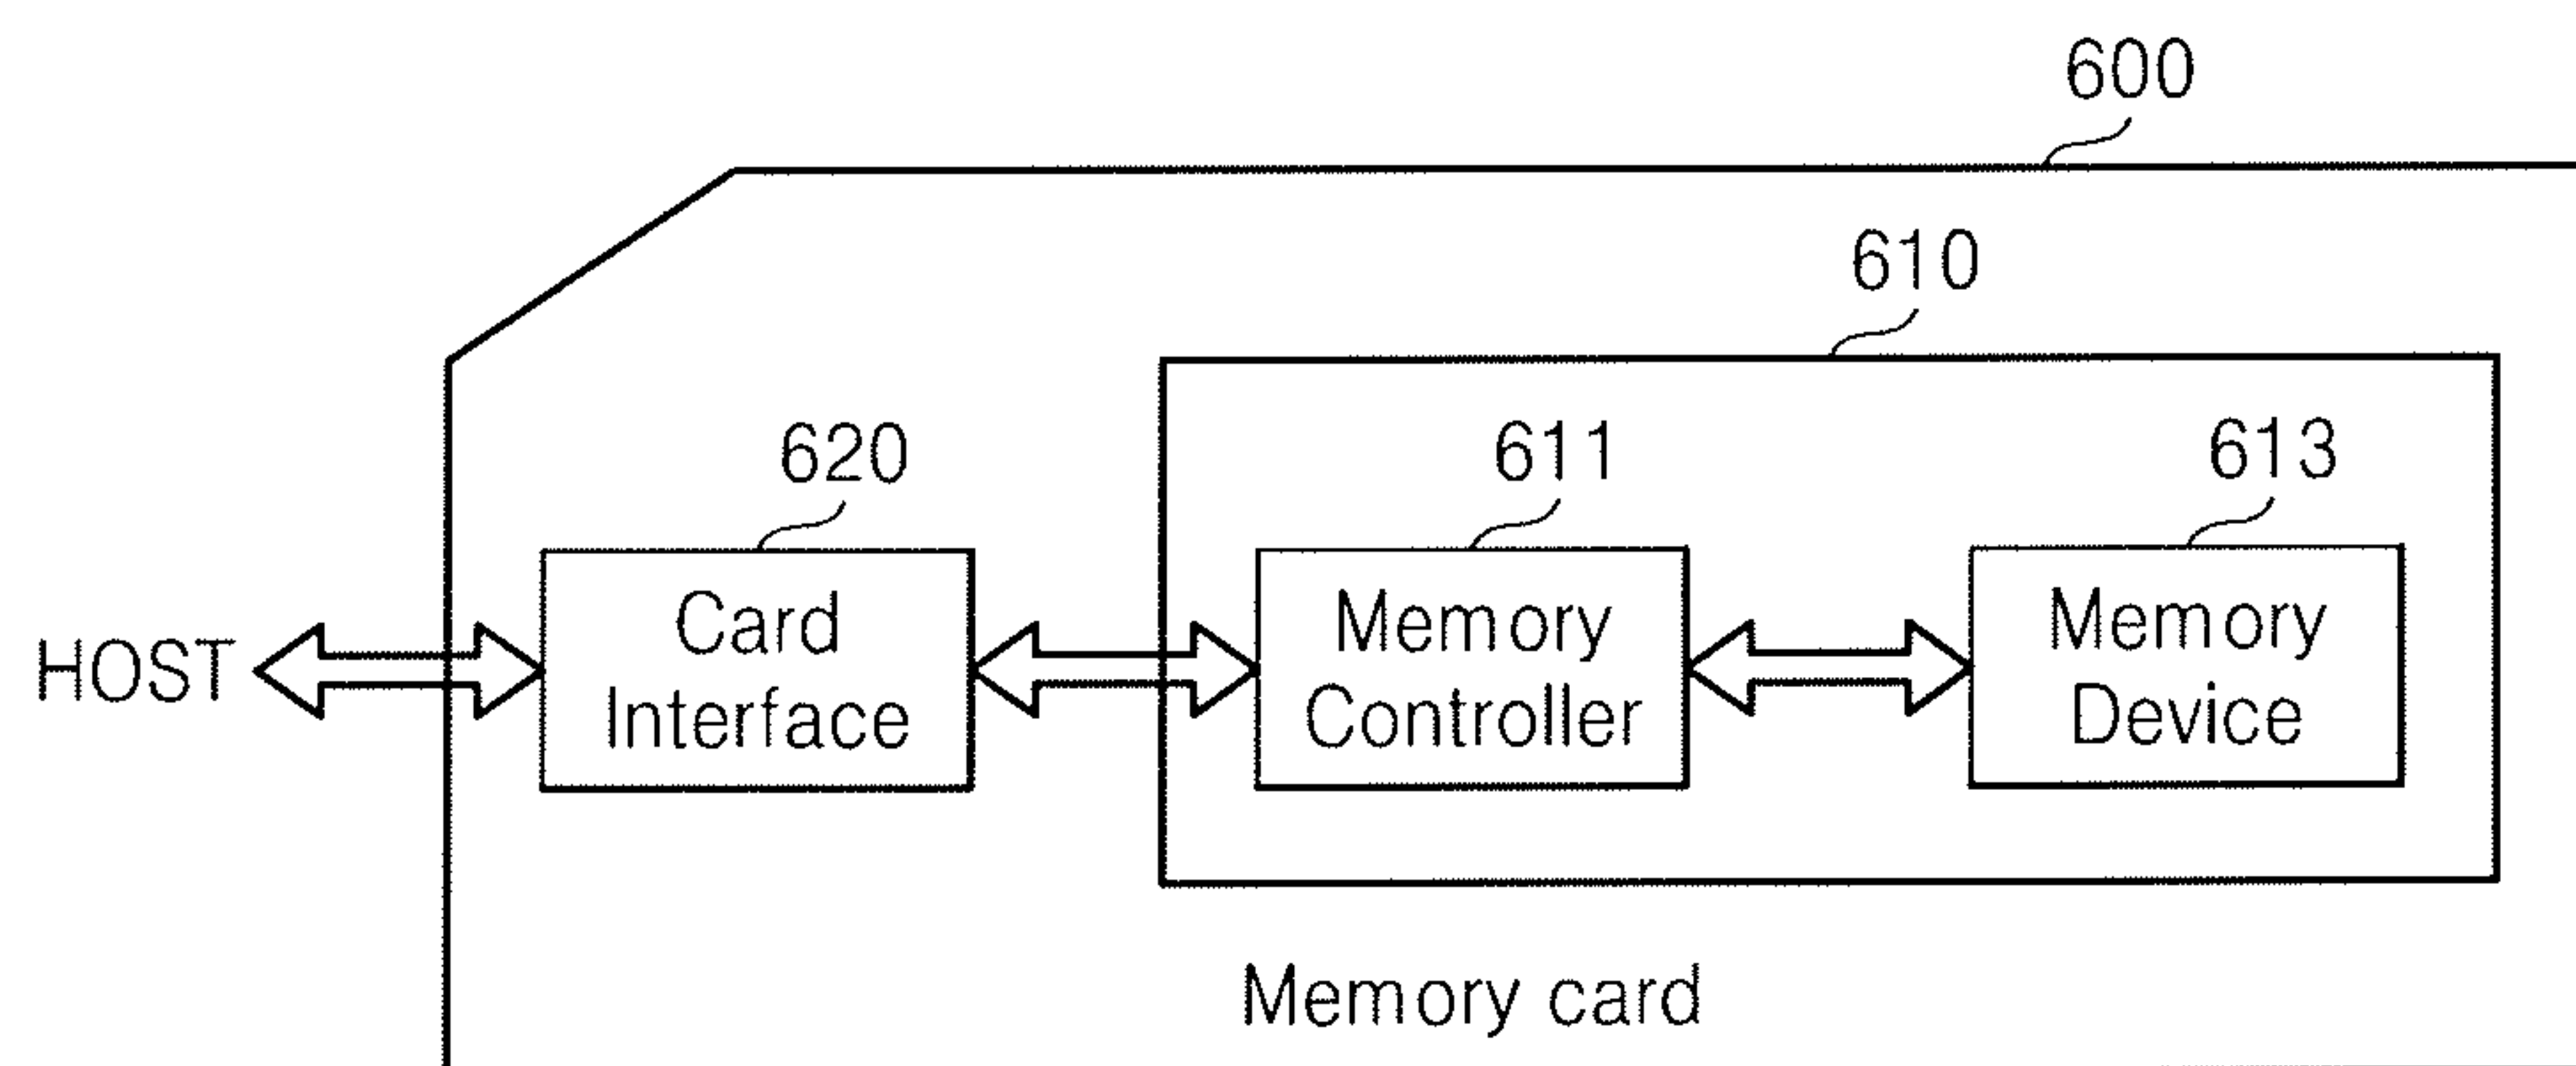 600
610
620
611
613
HOST
Card
Interface
Memory
Controller
Memory
Device
Memory card